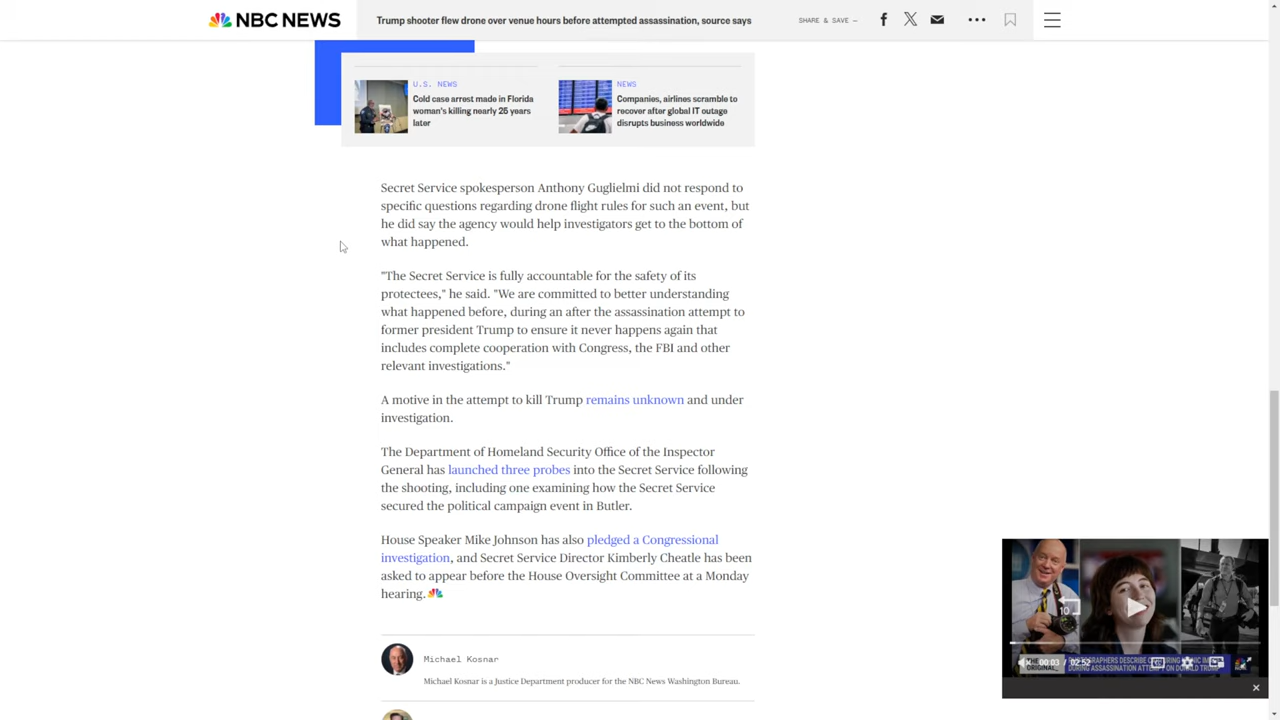 NBC NEWS
Trump shooter flew drone over venue hours before attempted assassination, source says
SHARE & SAVE —
U.S. NEWS
Cold case arrest made in Florida
woman's killing nearly 25 years
later
NEWS
Companies, airlines scramble to
recover after global IT outage
disrupts business worldwide
Secret Service spokesperson Anthony Guglielmi did not respond to
specific questions regarding drone flight rules for such an event, but
he did say the agency would help investigators get to the bottom of
what happened.
"The Secret Service is fully accountable for the safety of its
protectees," he said. "We are committed to better understanding
what happened before, during an after the assassination attempt to
former president Trump to ensure it never happens again that
includes complete cooperation with Congress, the FBI and other
relevant investigations."
A motive in the attempt to kill Trump remains unknown and under
investigation.
The Department of Homeland Security Office of the Inspector
General has launched three probes into the Secret Service following
the shooting, including one examining how the Secret Service
secured the political campaign event in Butler.
House Speaker Mike Johnson has also pledged a Congressional
investigation, and Secret Service Director Kimberly Cheatle has been
asked to appear before the House Oversight Committee at a Monday
hearing.
Michael Kosnar
Michael Kosnar is a Justice Department producer for the NBC News Washington Bureau.
10
00:03 / 02:52
DURING ASSASSINATION ATTEMPT ON DONALD TRUMP